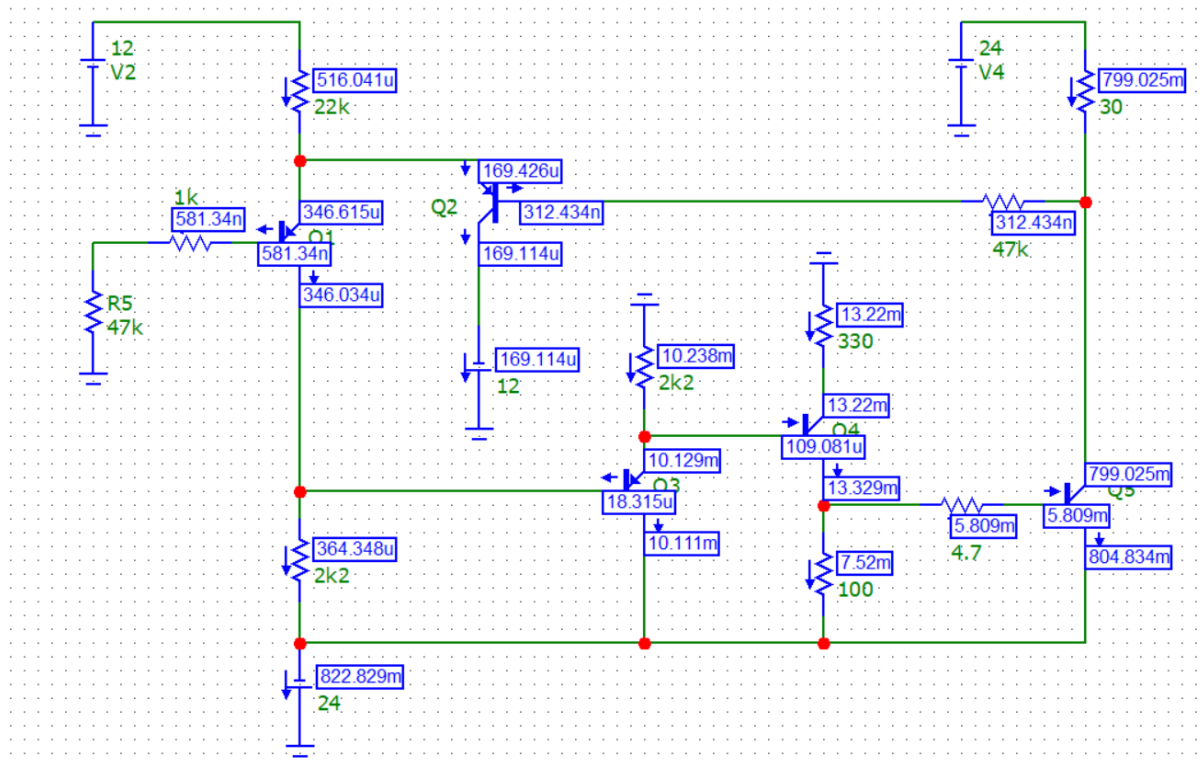 12
V2
516.041u
22k
24
V4
799.025m
30
169.426u
Q2
312.434n
312.434n
47k
1k
581.34n
346.615u
Q1
581.34n
169.114u
346.034u
R5
47k
13.22m
330
169.114u
12
10.238m
2k2
13.22m
Q4
109.081u
10.129m
Q3
18.315u
13.329m
799.025m
Q5
5.809m
5.809m
4.7
10.111m
804.834m
364.348u
2k2
7.52m
100
822.829m
24